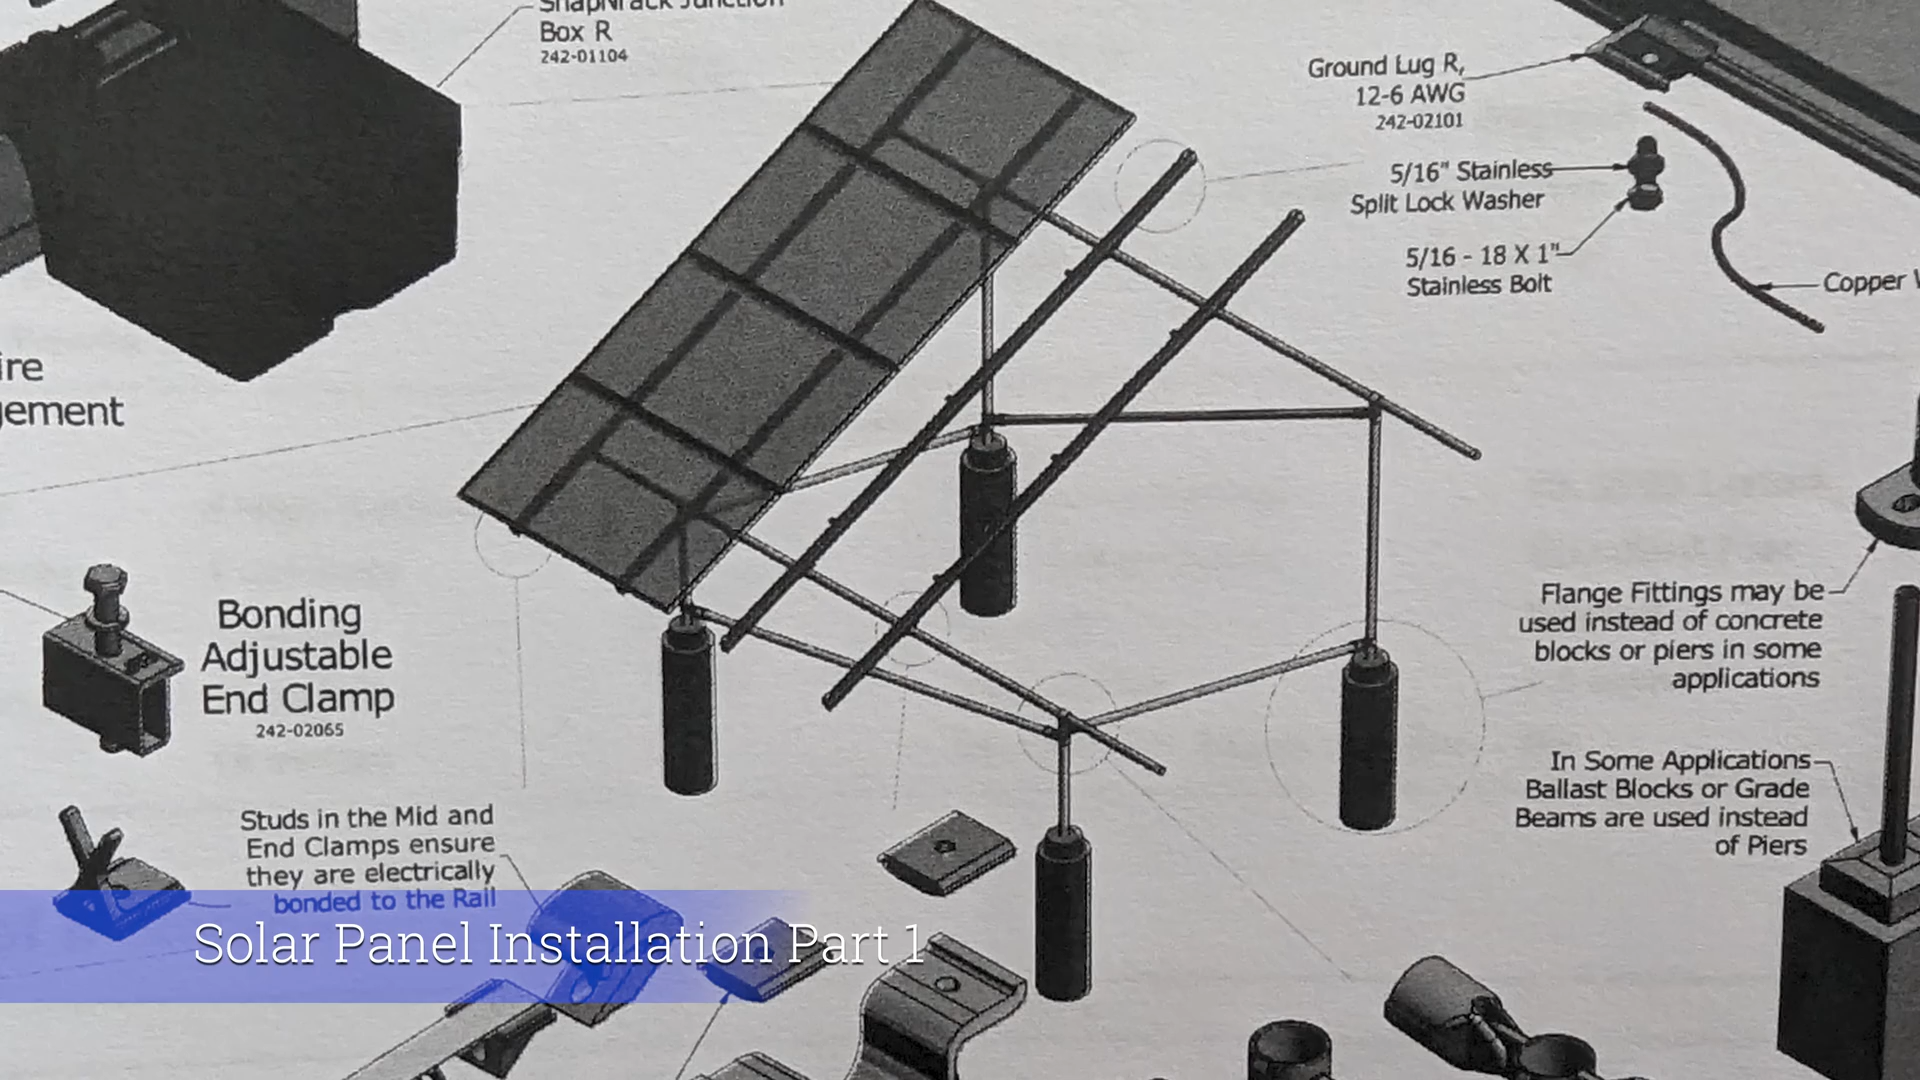 Box R
242-01104
Ground Lug R,
12-6 AWG
242-02101
5/16" Stainless
Split Lock Washer
5/16 - 18 X 1"
Stainless Bolt
Copper
Flange Fittings may be
used instead of concrete
blocks or piers in some
applications
In Some Applications
Ballast Blocks or Grade
Beams are used instead
of Piers
Bonding
Adjustable
End Clamp
242-02065
Studs in the Mid and
End Clamps ensure
they are electrically
bonded to the Rail
Solar Panel Installation Part 1